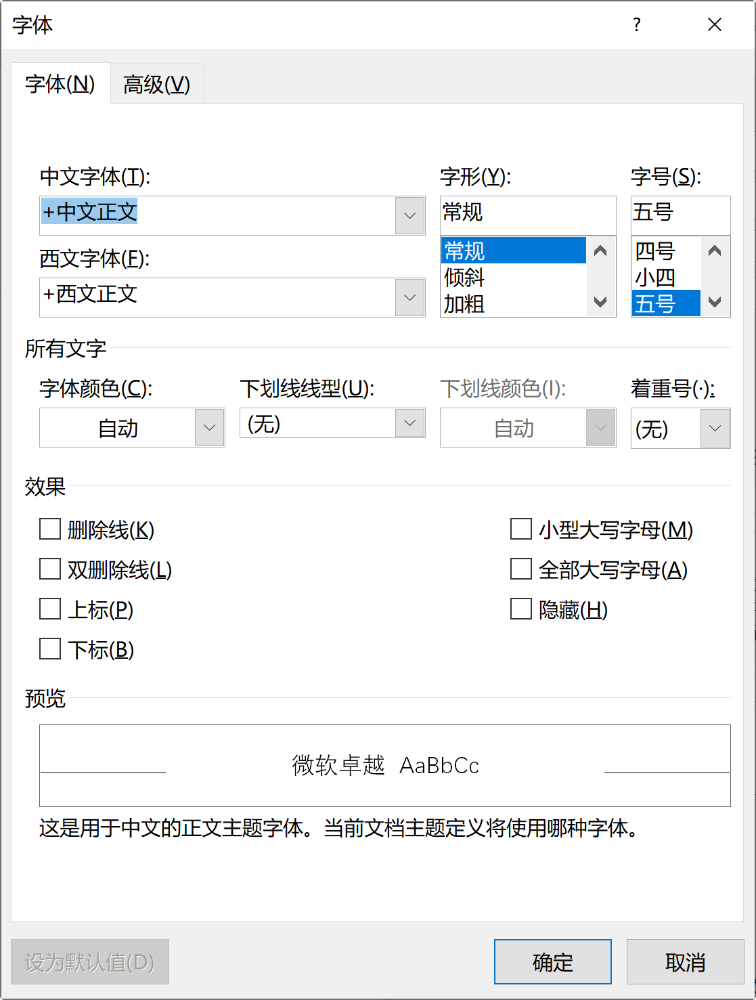 字体 ?
字体(N) 高级(V)
中文字体(T): 字形(Y): 字号(S):
+中文正文 常规 五号
常规 四号
西文字体(F): 倾斜 小四
+西文正文 加粗 五号
所有文字
字体颜色(C): 下划线线型(U): 下划线颜色(I): 着重号(·):
自动 (无) 自动 (无)
效果
删除线(K) 小型大写字母(M)
双删除线(L) 全部大写字母(A)
上标(P) 隐藏(H)
下标(B)
预览
微软卓越 AaBbCc
这是用于中文的正文主题字体。当前文档主题定义将使用哪种字体。
设为默认值(D) 确定 取消